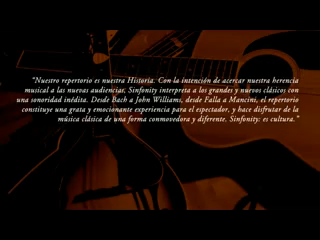 “Nuestro repertorio es nuestra Historia. Con la intención de acercar nuestra herencia
musical a las nuevas audiencias, Sinfonity interpreta a los grandes y nuevos clásicos con
una sonoridad inédita. Desde Bach a John Williams, desde Falla a Mancini, el repertorio
constituye una grata y emocionante experiencia para el espectador, y hace disfrutar de la
música clásica de una forma conmovedora y diferente. Sinfonity: es cultura.”